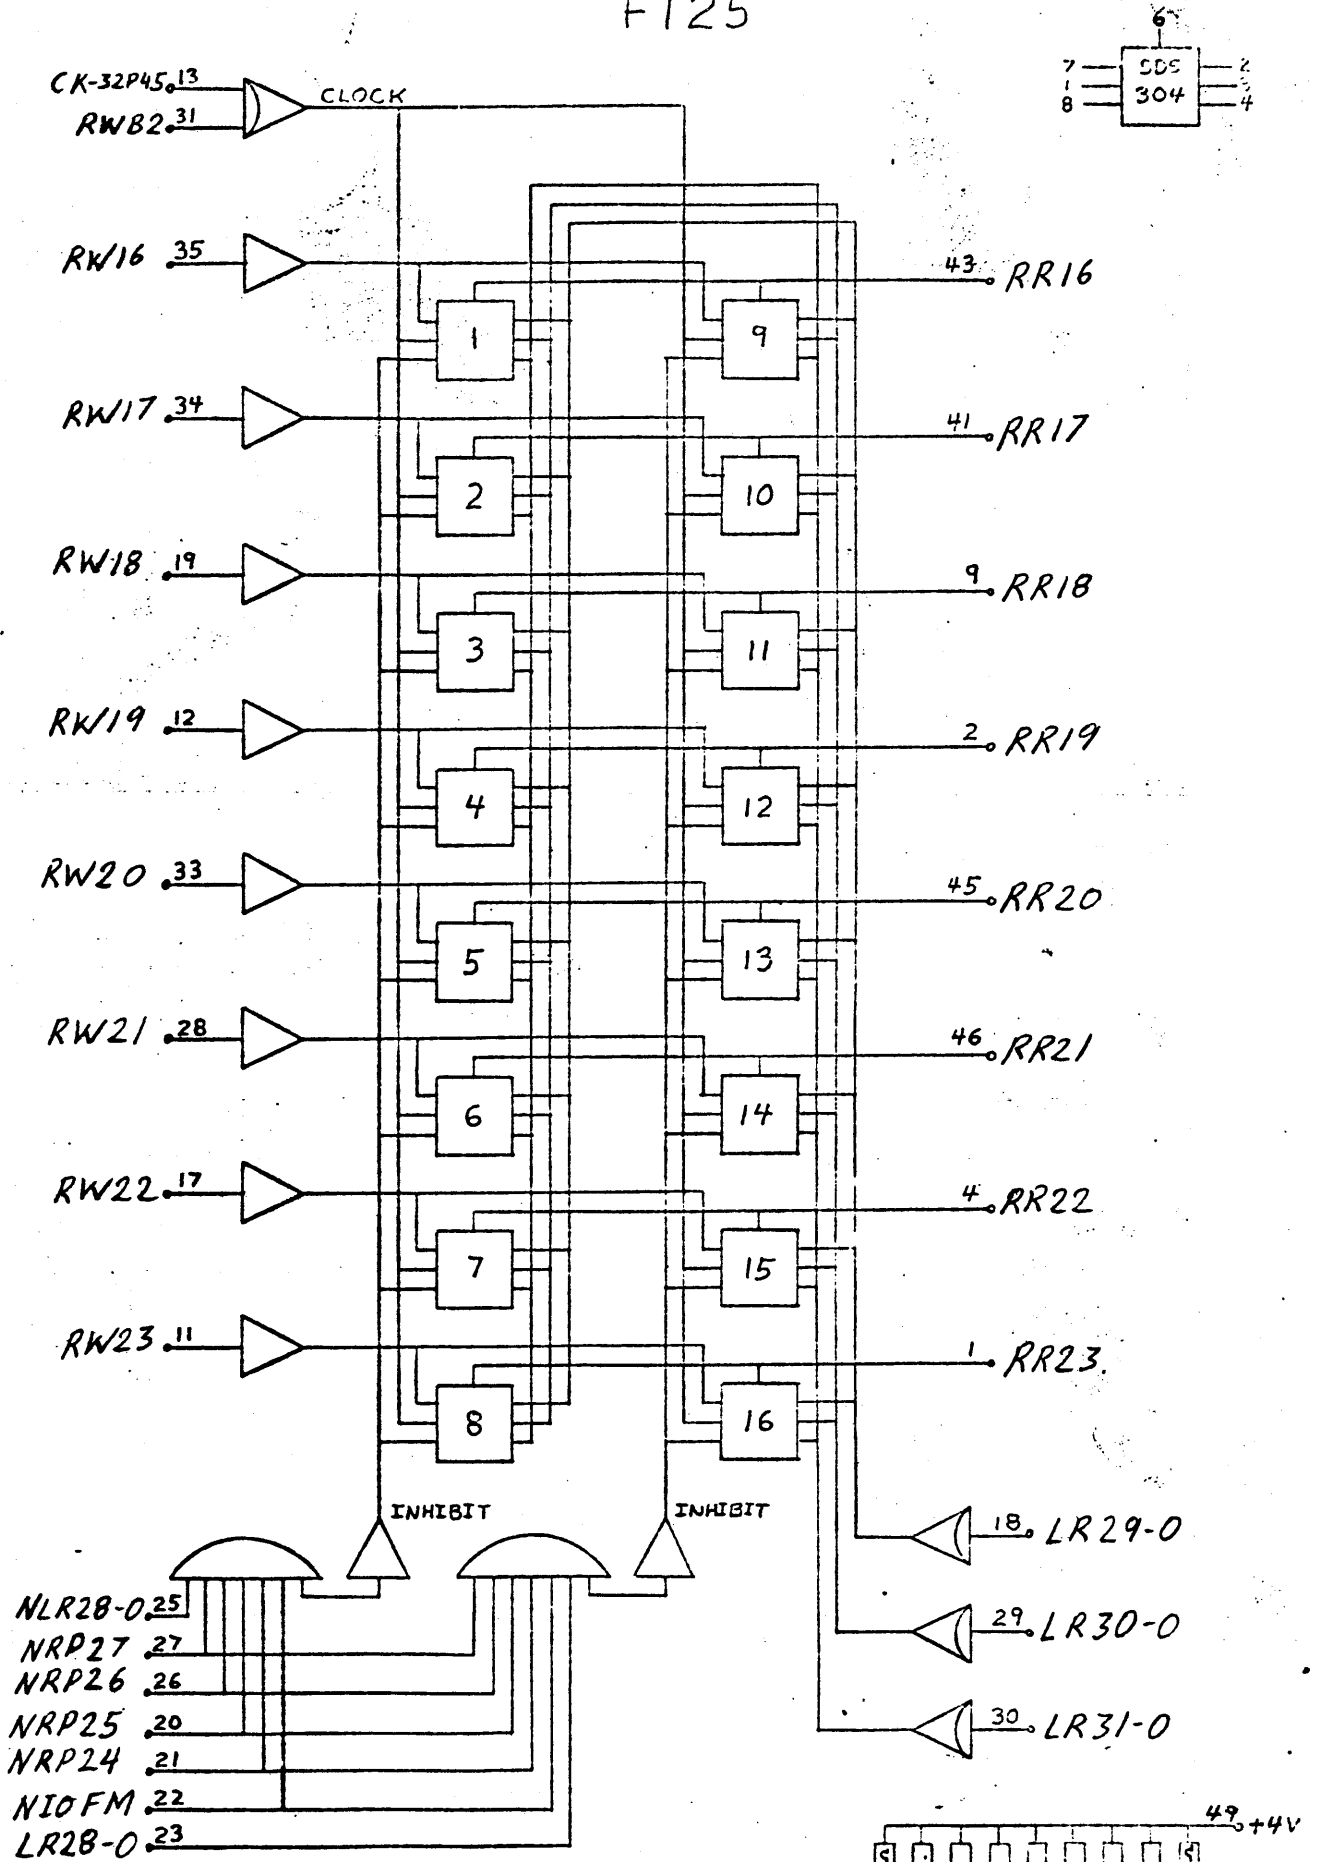 FT25
6
7 SDS 2
1 304 3
8 4
CK-32P45 13
CLOCK
RWB2 31
RW16 35
43 RR16
1
9
RW17 34
41 RR17
2
10
RW18 19
9 RR18
3
11
RW19 12
2 RR19
4
12
RW20 33
45 RR20
5
13
RW21 28
46 RR21
6
14
RW22 17
4 RR22
7
15
RW23 11
1 RR23.
8
16
INHIBIT
INHIBIT
18 LR29-0
NLR28-0 25
29 LR30-0
NRP27 27
NRP26 26
NRP25 20
30 LR31-0
NRP24 21
NIOFM 22
LR28-0 23
49 +4V